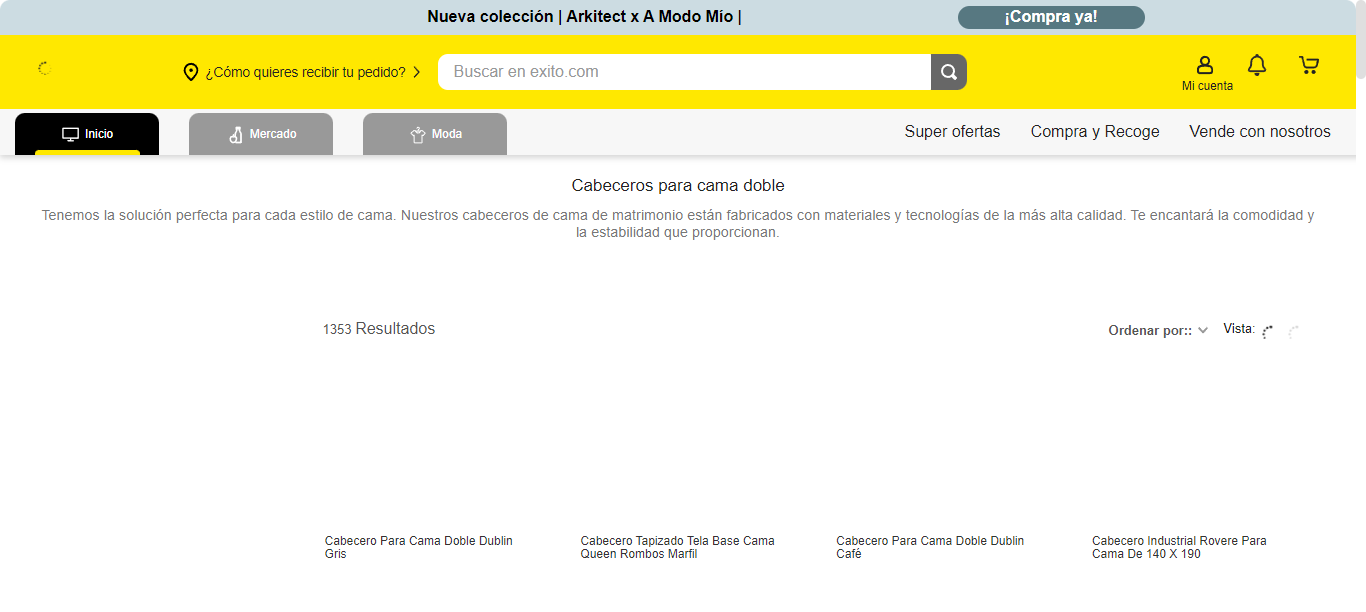 Nueva colección | Arkitect x A Modo Mío |
¡Compra ya!
¿Cómo quieres recibir tu pedido?
Buscar en exito.com
Mi cuenta
Inicio
Mercado
Moda
Super ofertas
Compra y Recoge
Vende con nosotros
Cabeceros para cama doble
Tenemos la solución perfecta para cada estilo de cama. Nuestros cabeceros de cama de matrimonio están fabricados con materiales y tecnologías de la más alta calidad. Te encantará la comodidad y
la estabilidad que proporcionan.
1353 Resultados
Ordenar por::
Vista:
Cabecero Para Cama Doble Dublin
Gris
Cabecero Tapizado Tela Base Cama
Queen Rombos Marfil
Cabecero Para Cama Doble Dublin
Café
Cabecero Industrial Rovere Para
Cama De 140 X 190